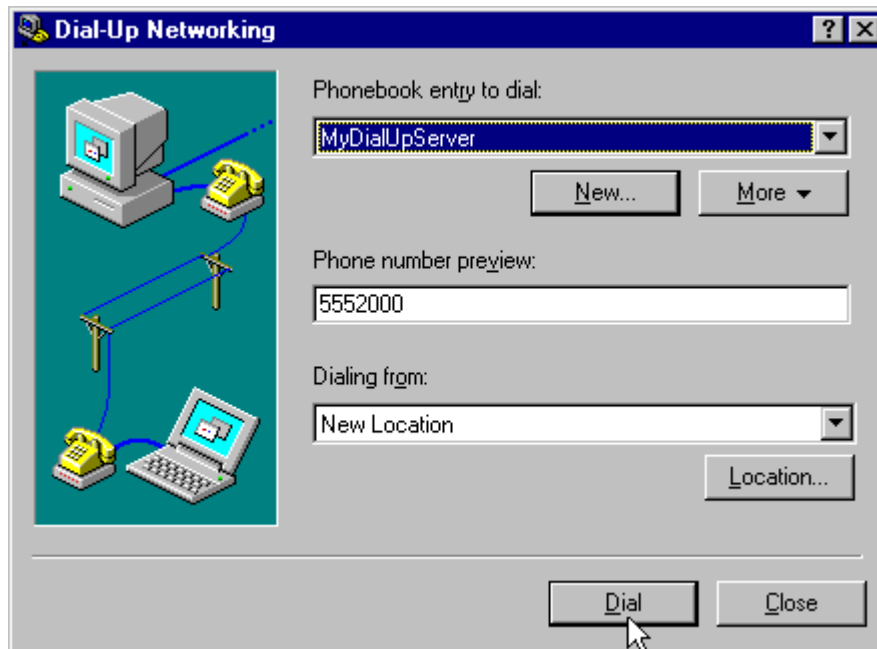 Dial-Up Networking
Phonebook entry to dial:
MyDialUpServer
New... More
Phone number preview:
5552000
Dialing from:
New Location
Location...
Dial Close